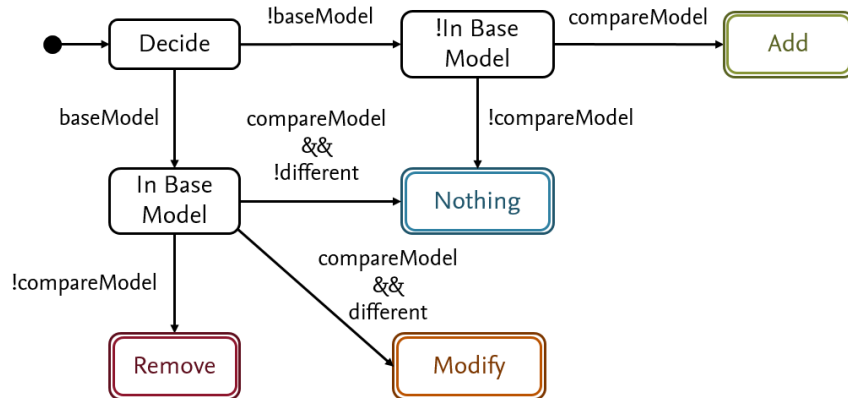 !baseModel
compareModel
Decide
!In Base
Model
Add
baseModel
compareModel
&&
!different
!compareModel
In Base
Model
Nothing
!compareModel
compareModel
&&
different
Remove
Modify